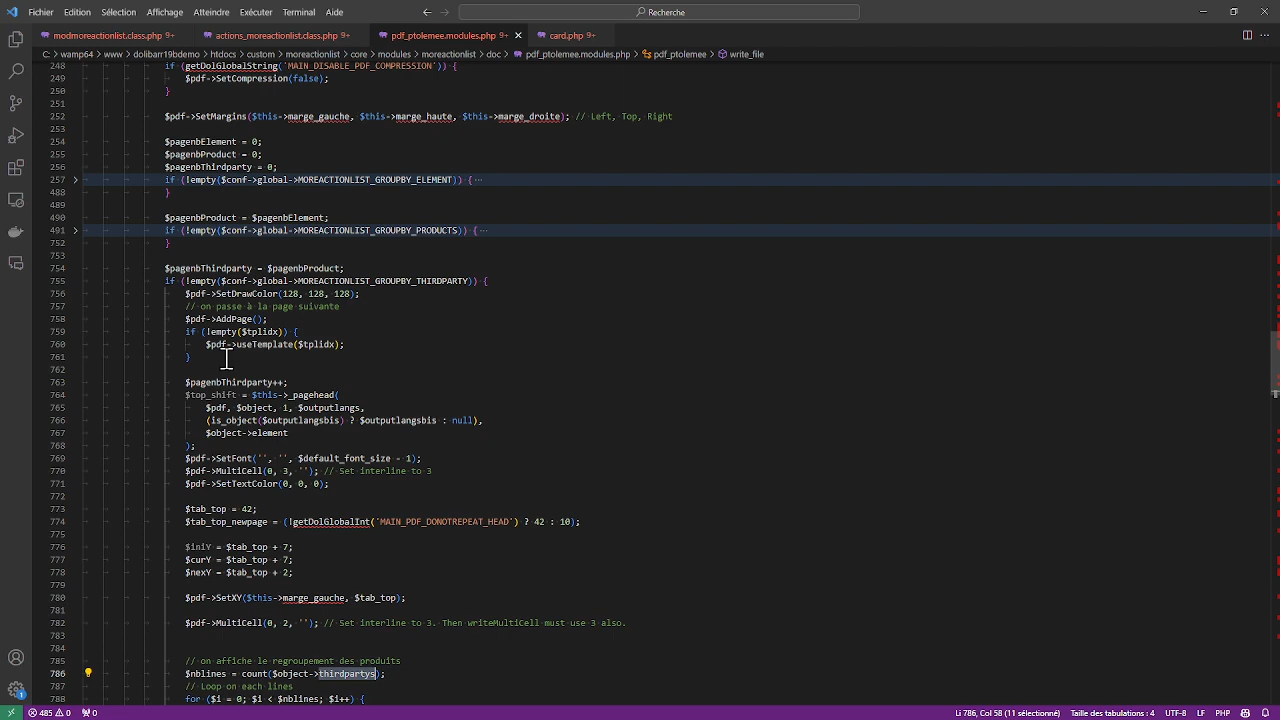 Fichier Edition Sélection Affichage Atteindre Exécuter Terminal Aide Recherche
modmoreactionlist.class.php 9+ actions_moreactionlist.class.php 9+ pdf_ptolemee.modules.php 9+ card.php 9+
C: > wamp64 > www > dolibarr19bdemo > htdocs > custom > moreactionlist > core > modules > moreactionlist > doc > pdf_ptolemee.modules.php > pdf_ptolemee > write_file
248 if (getDolGlobalString('MAIN_DISABLE_PDF_COMPRESSION')) {
249 $pdf->SetCompression(false);
250 }
251
252 $pdf->SetMargins($this->marge_gauche, $this->marge_haute, $this->marge_droite); // Left, Top, Right
253
254 $pagenbElement = 0;
255 $pagenbProduct = 0;
256 $pagenbThirdparty = 0;
257 if (!empty($conf->global->MOREACTIONLIST_GROUPBY_ELEMENT)) { ···
488 }
489
490 $pagenbProduct = $pagenbElement;
491 if (!empty($conf->global->MOREACTIONLIST_GROUPBY_PRODUCTS)) { ···
752 }
753
754 $pagenbThirdparty = $pagenbProduct;
755 if (!empty($conf->global->MOREACTIONLIST_GROUPBY_THIRDPARTY)) {
756 $pdf->SetDrawColor(128, 128, 128);
757 // on passe à la page suivante
758 $pdf->AddPage();
759 if (!empty($tplidx)) {
760 $pdf->useTemplate($tplidx);
761 }
762
763 $pagenbThirdparty++;
764 $top_shift = $this->_pagehead(
765 $pdf, $object, 1, $outputlangs,
766 (is_object($outputlangsbis) ? $outputlangsbis : null),
767 $object->element
768 );
769 $pdf->SetFont('', '', $default_font_size - 1);
770 $pdf->MultiCell(0, 3, ''); // Set interline to 3
771 $pdf->SetTextColor(0, 0, 0);
772
773 $tab_top = 42;
774 $tab_top_newpage = (!getDolGlobalInt('MAIN_PDF_DONOTREPEAT_HEAD') ? 42 : 10);
775
776 $iniY = $tab_top + 7;
777 $curY = $tab_top + 7;
778 $nexY = $tab_top + 2;
779
780 $pdf->SetXY($this->marge_gauche, $tab_top);
781
782 $pdf->MultiCell(0, 2, ''); // Set interline to 3. Then writeMultiCell must use 3 also.
783
784
785 // on affiche le regroupement des produits
786 $nblines = count($object->thirdpartys);
787 // Loop on each lines
788 for ($i = 0; $i < $nblines; $i++) {
485 0 0 Li 786, Col 58 (11 sélectionné) Taille des tabulations : 4 UTF-8 LF PHP